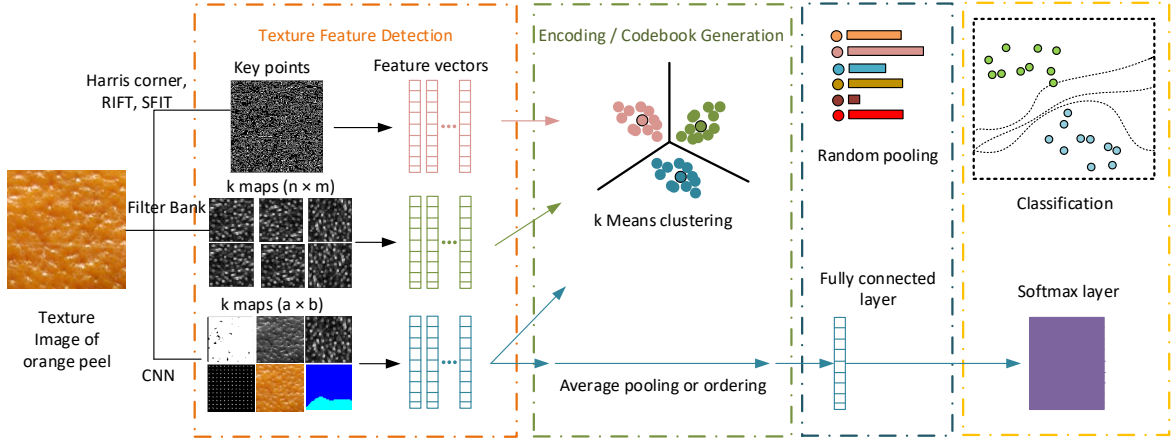 Texture Feature Detection
Encoding / Codebook Generation
Harris corner,
RIFT, SFIT
Key points
Feature vectors
Random pooling
k maps (n × m)
Filter Bank
k Means clustering
Classification
Texture
Image of
orange peel
k maps (a × b)
CNN
Average pooling or ordering
Fully connected
layer
Softmax layer